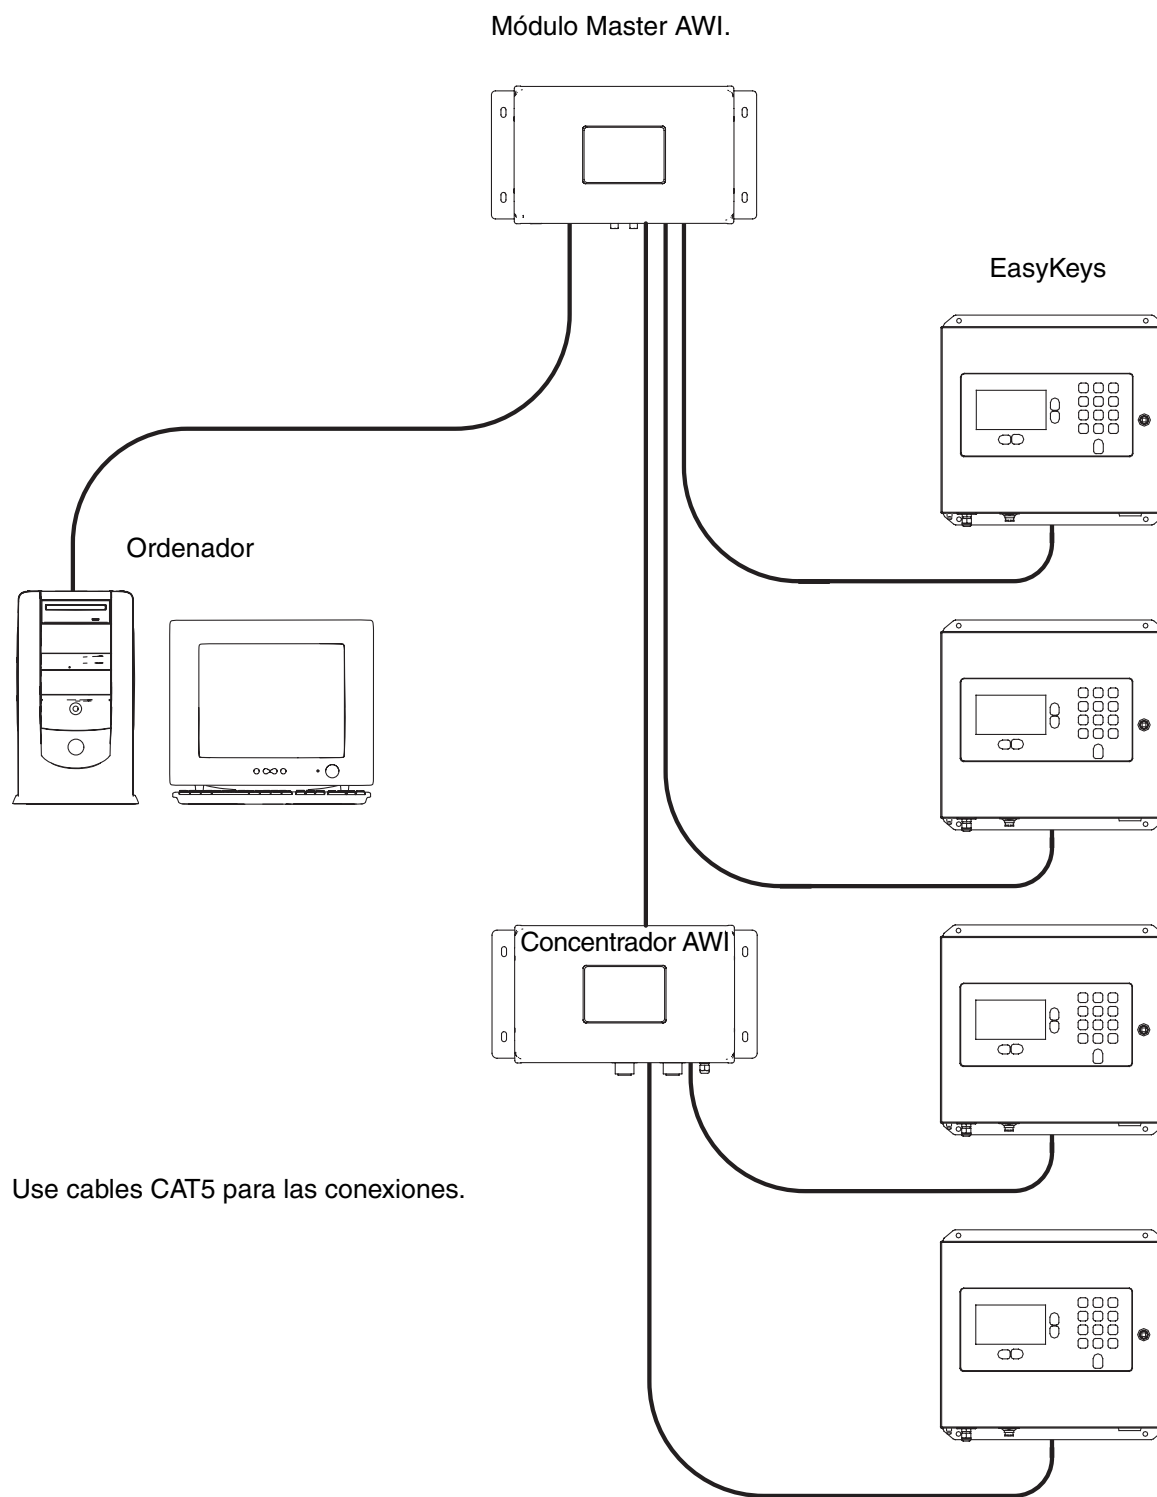 Módulo Master AWI.
EasyKeys
Ordenador
Concentrador AWI
Use cables CAT5 para las conexiones.